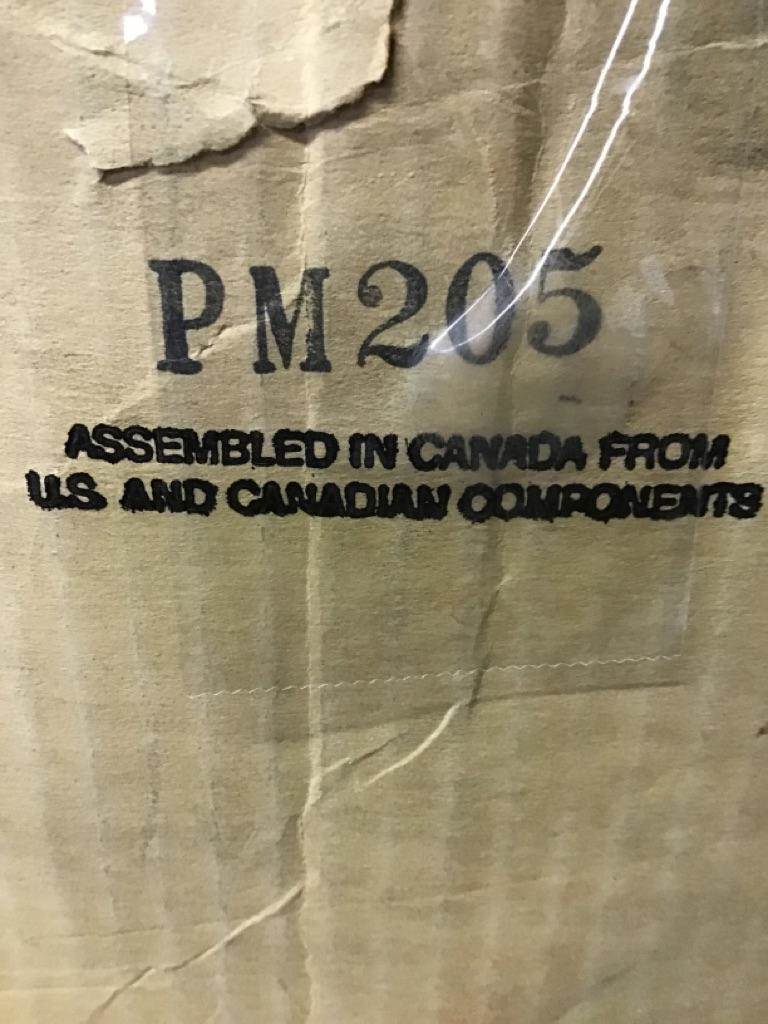 PM205
ASSEMBLED IN CANADA FROM
U.S. AND CANADIAN COMPONENTS